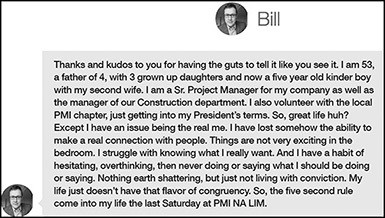 Bill
Thanks and kudos to you for having the guts to tell it like you see it. I am 53,
a father of 4, with 3 grown up daughters and now a five year old kinder boy
with my second wife. I am a Sr. Project Manager for my company as well as
the manager of our Construction department. I also volunteer with the local
PMI chapter, just getting into my President's terms. So, great life huh?
Except I have an issue being the real me. I have lost somehow the ability to
make a real connection with people. Things are not very exciting in the
bedroom. I struggle with knowing what I really want. And I have a habit of
hesitating, overthinking, then never doing or saying what I should be doing
or saying. Nothing earth shattering, but just not living with conviction. My
life just doesn't have that flavor of congruency. So, the five second rule
come into my life the last Saturday at PMI NA LIM.